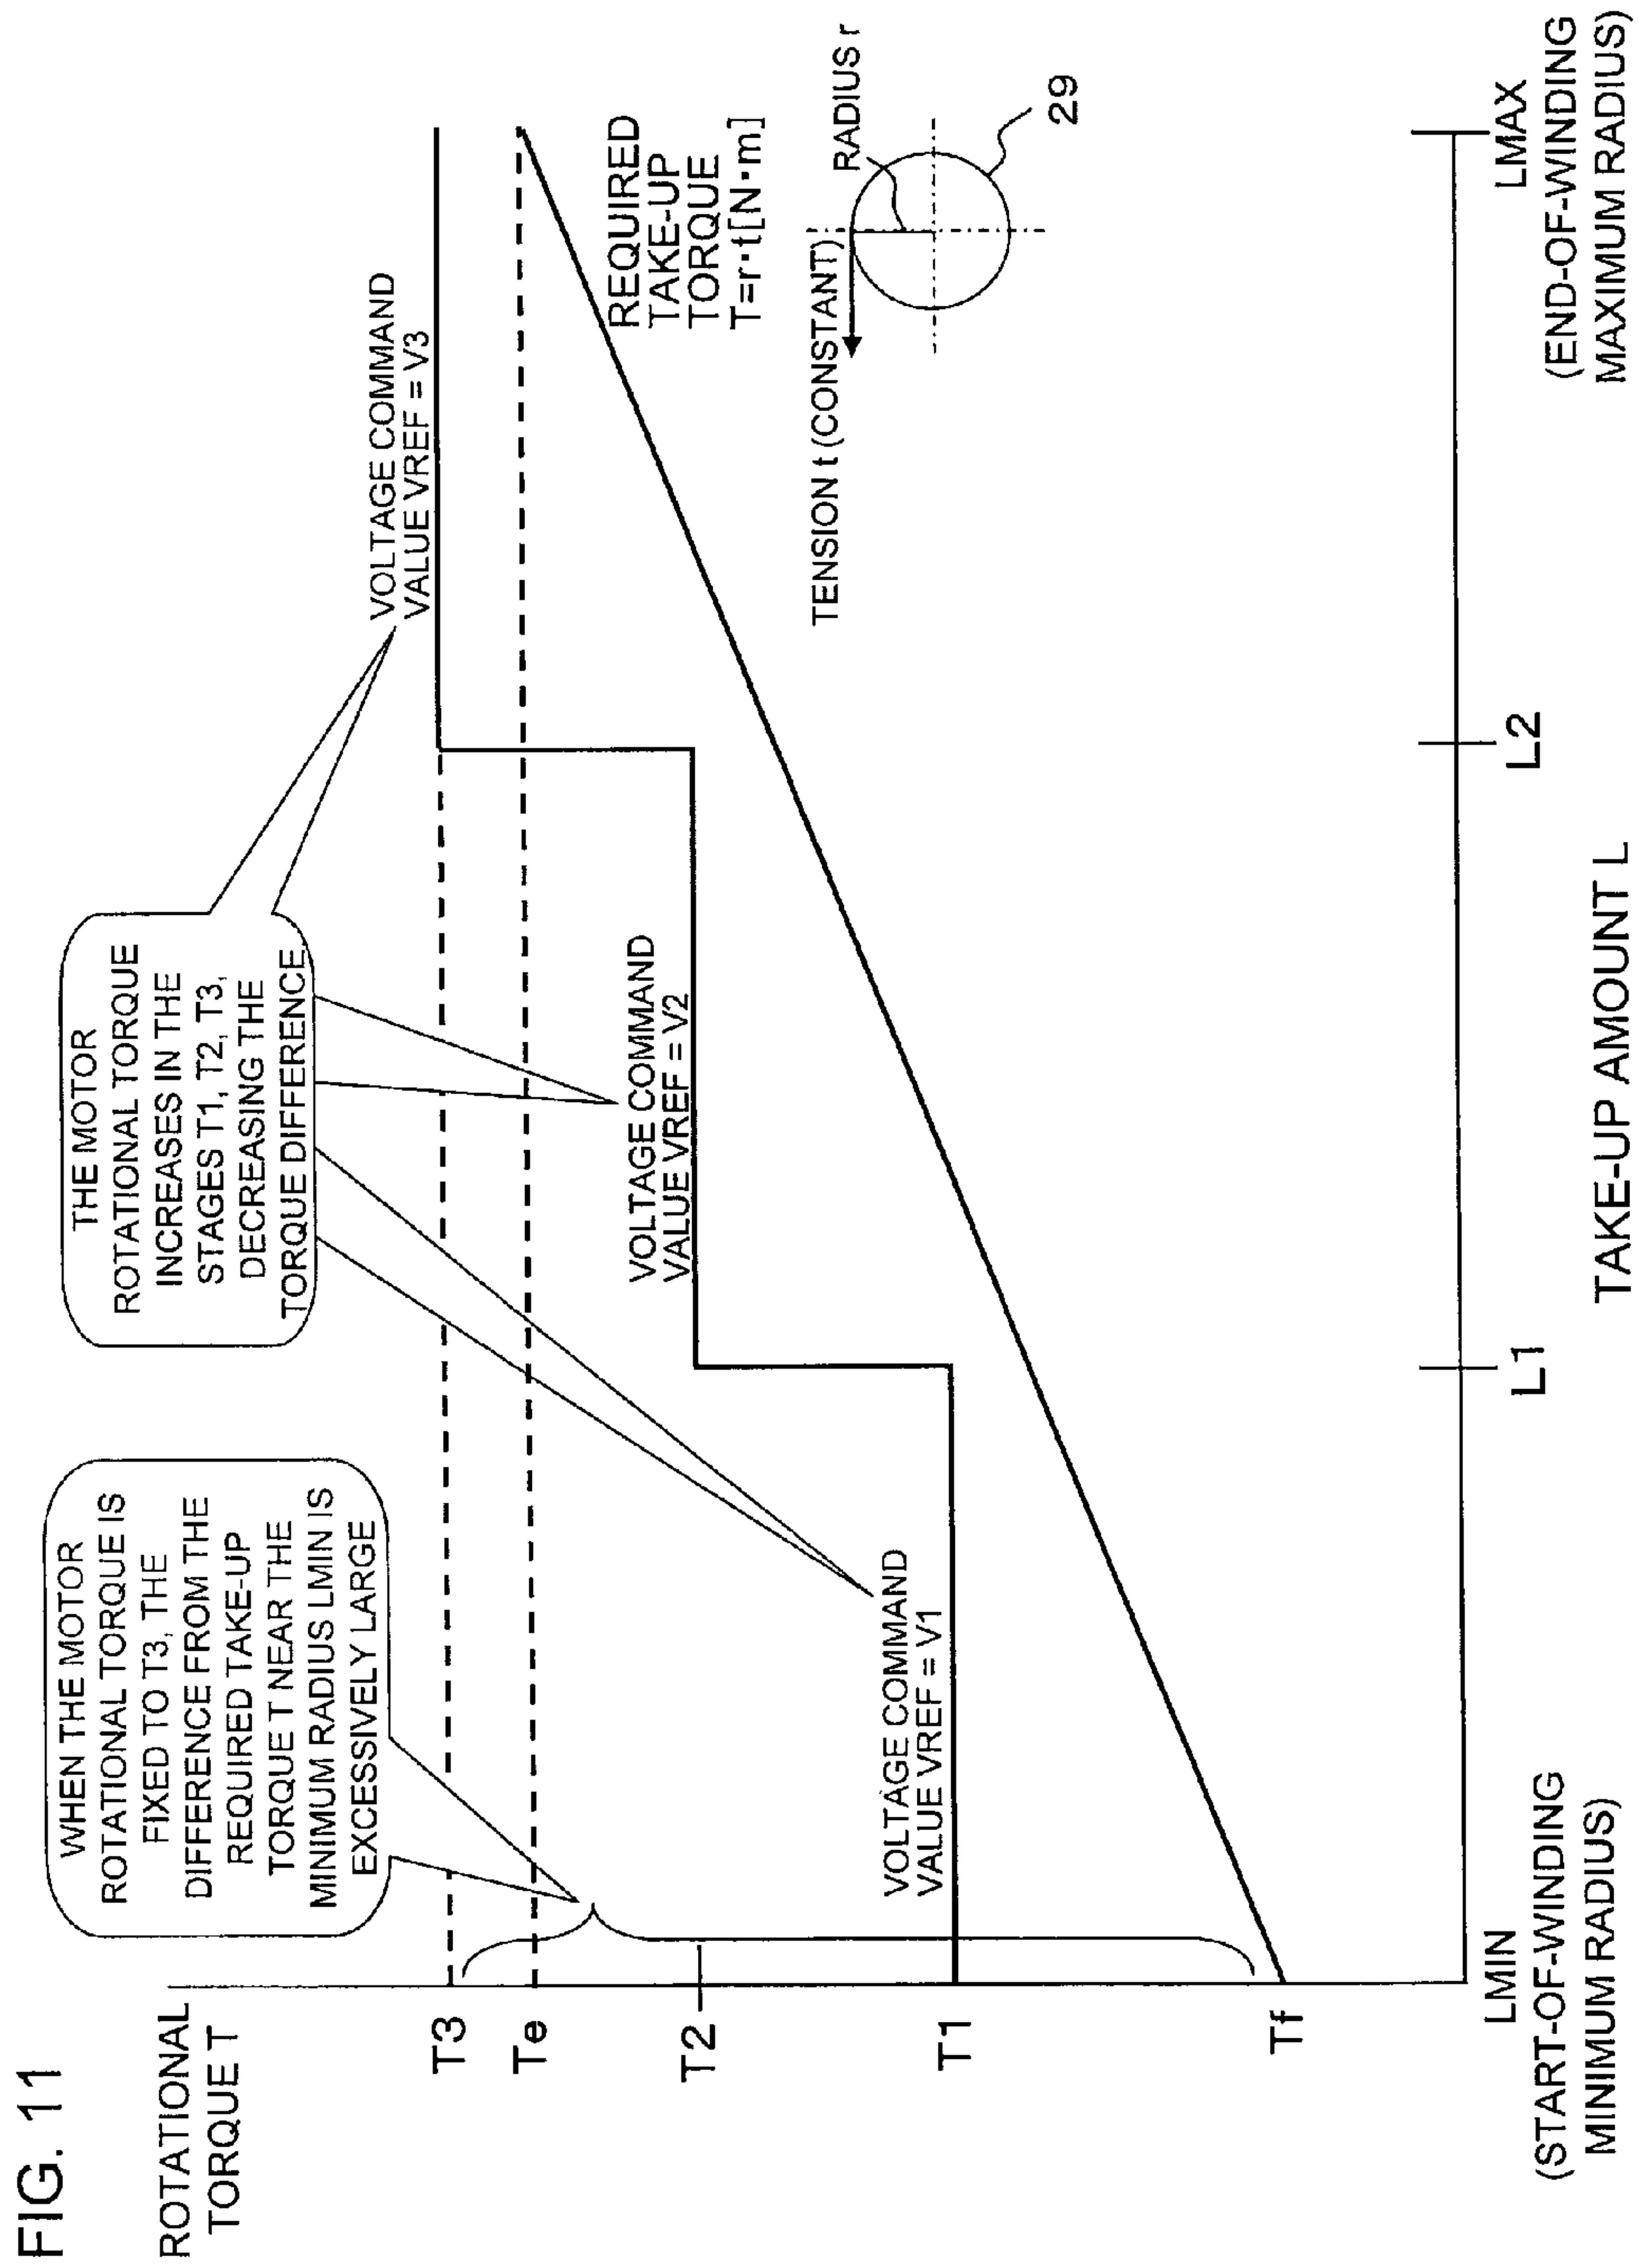 FIG. 11
ROTATIONAL
TORQUE T
WHEN THE MOTOR
ROTATIONAL TORQUE IS
FIXED TO T3, THE
DIFFERENCE FROM THE
REQUIRED TAKE-UP
TORQUE T NEAR THE
MINIMUM RADIUS LMIN IS
EXCESSIVELY LARGE
THE MOTOR
ROTATIONAL TORQUE
INCREASES IN THE
STAGES T1, T2, T3,
DECREASING THE
TORQUE DIFFERENCE
VOLTAGE COMMAND
VALUE VREF = V3
T3
Te
T2
T1
Tf
VOLTAGE COMMAND
VALUE VREF = V2
VOLTAGE COMMAND
VALUE VREF = V1
REQUIRED
TAKE-UP
TORQUE
T=r·t[N·m]
TENSION t (CONSTANT)
RADIUS r
29
LMIN
(START-OF-WINDING
MINIMUM RADIUS)
L1
L2
LMAX
(END-OF-WINDING
MAXIMUM RADIUS)
TAKE-UP AMOUNT L